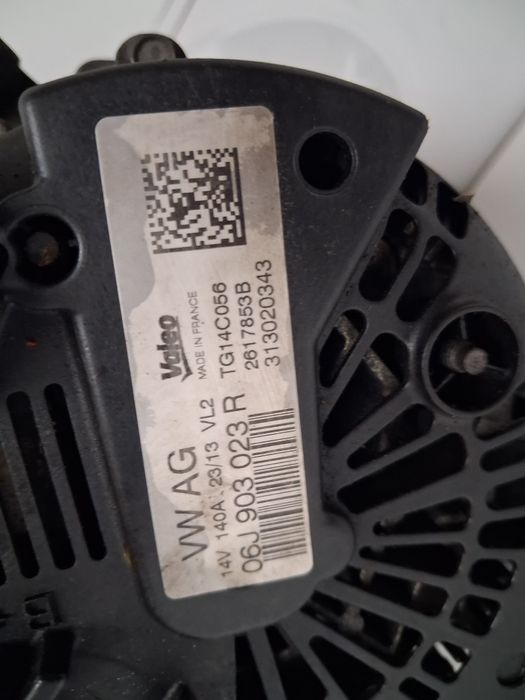 Valeo
MADE IN FRANCE
TG14C056
2617853B
313020343
VW AG
14V 140A 23/13 VL2
06J 903 023 R